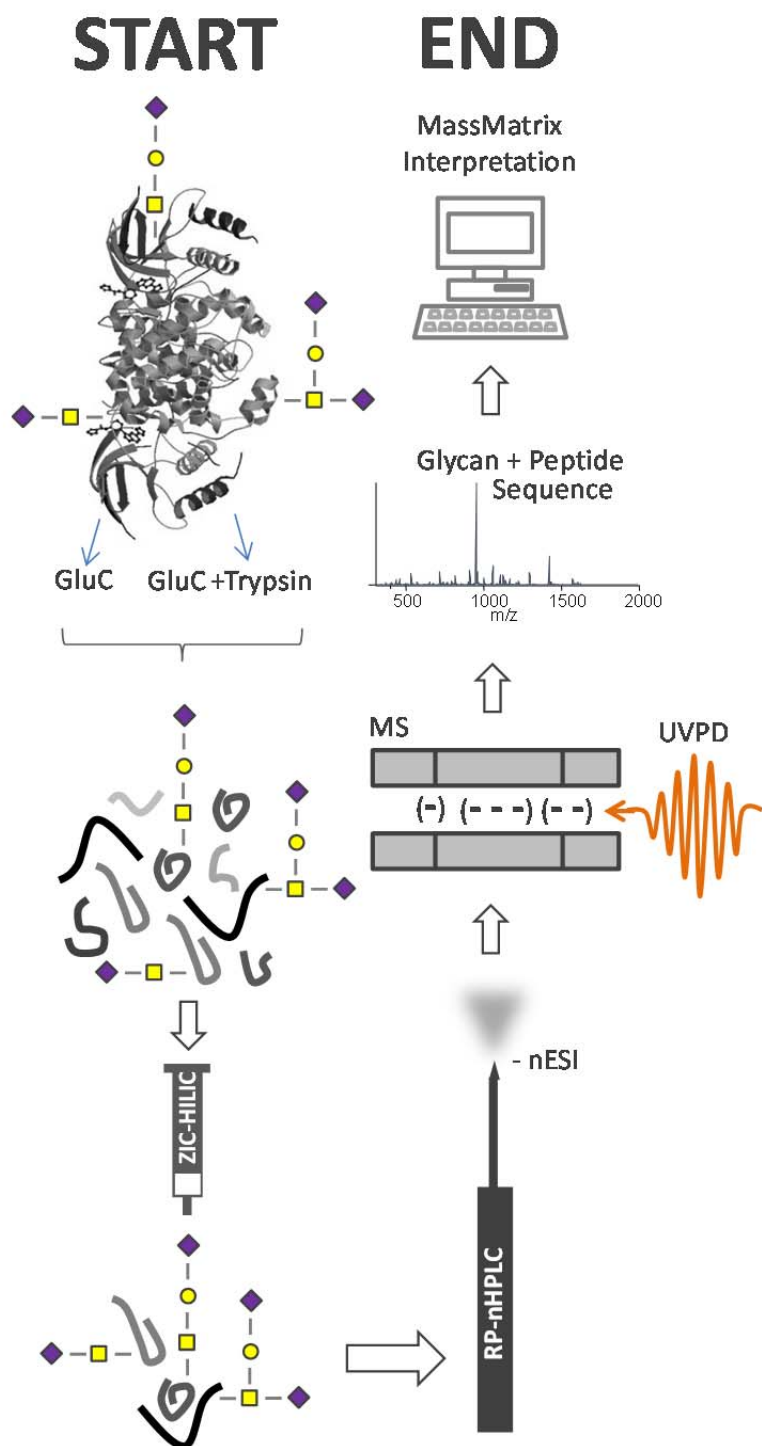 START
END
GluC
GluC +Trypsin
ZIC-HILIC
RP-nHPLC
- nESI
MS
UVPD
(-) (- - -) (- -)
Glycan + Peptide
Sequence
500 1000 1500 2000
m/z
MassMatrix
Interpretation